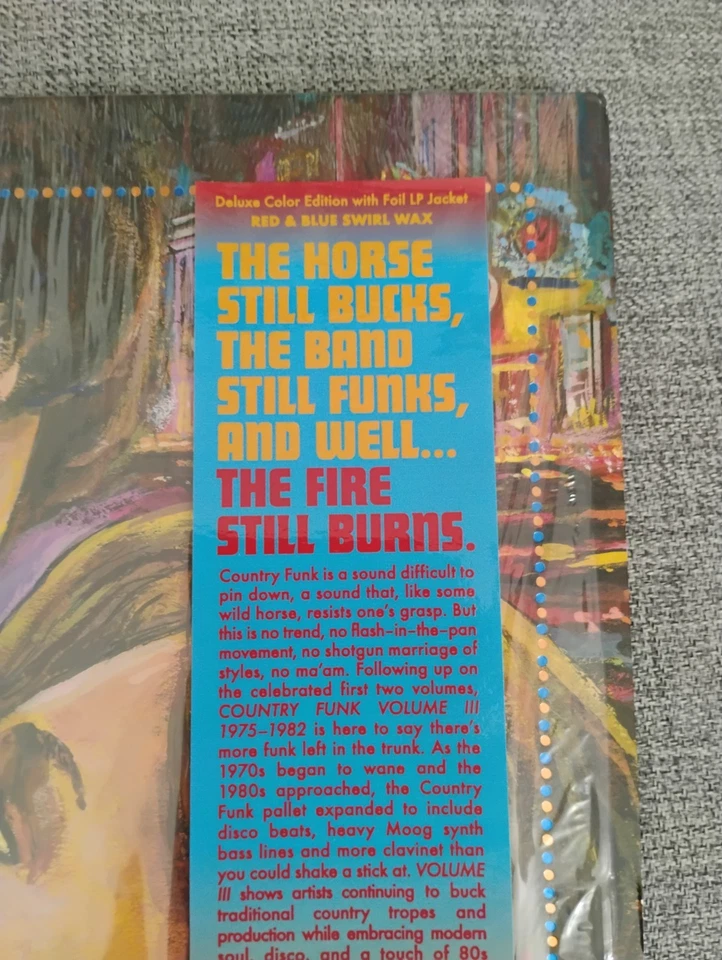 Deluxe Color Edition with Foil LP Jacket
RED & BLUE SWIRL WAX
THE HORSE
STILL BUCKS,
THE BAND
STILL FUNKS,
AND WELL...
THE FIRE
STILL BURNS.
Country Funk is a sound difficult to
pin down, a sound that, like some
wild horse, resists one's grasp. But
this is no trend, no flash-in-the-pan
movement, no shotgun marriage of
styles, no ma'am. Following up on
the celebrated first two volumes,
COUNTRY FUNK VOLUME III
1975-1982 is here to say there's
more funk left in the trunk. As the
1970s began to wane and the
1980s approached, the Country
Funk pallet expanded to include
disco beats, heavy Moog synth
bass lines and more clavinet than
you could shake a stick at. VOLUME
III shows artists continuing to buck
traditional country tropes and
production while embracing modern
soul, disco, and a touch of 80s